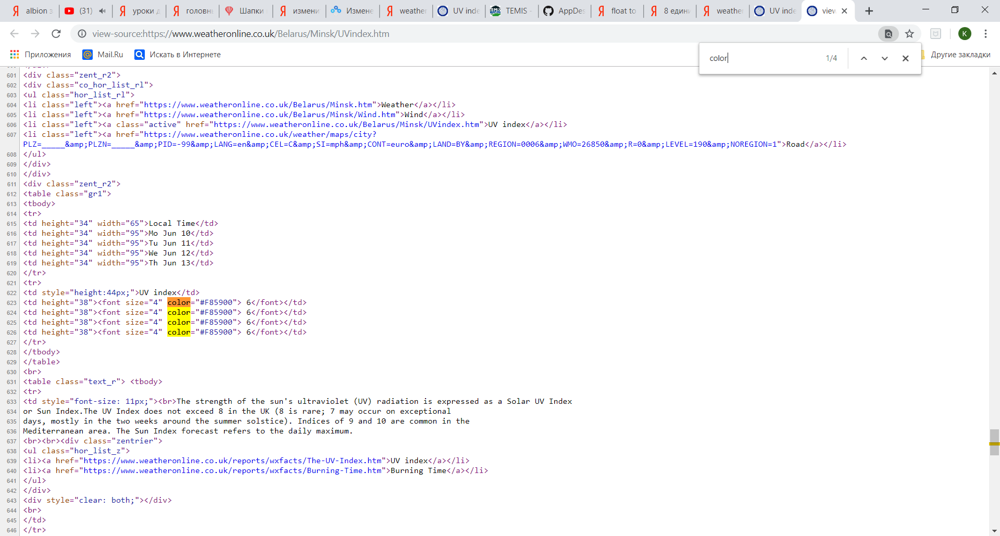 albion з
(31)
уроки д
головнь
Шапки
измени
Измене
weather
UV inde
TEMIS -
AppDes
float to
8 едини
weather
UV inde
view
view-source:https://www.weatheronline.co.uk/Belarus/Minsk/UVindex.htm
K
Приложения
Mail.Ru
Искать в Интернете
color
1/4
Другие закладки
601 <div class="zent_r2">
602 <div class="co_hor_list_rl">
603 <ul class="hor_list_rl">
604 <li class="left"><a href="https://www.weatheronline.co.uk/Belarus/Minsk.htm">Weather</a></li>
605 <li class="left"><a href="https://www.weatheronline.co.uk/Belarus/Minsk/Wind.htm">Wind</a></li>
606 <li class="left"><a class="active" href="https://www.weatheronline.co.uk/Belarus/Minsk/UVindex.htm">UV index</a></li>
607 <li class="left"><a href="https://www.weatheronline.co.uk/weather/maps/city?
PLZ=_____&amp;PLZN=_____&amp;PID=-99&amp;LANG=en&amp;CEL=C&amp;SI=mph&amp;CONT=euro&amp;LAND=BY&amp;REGION=0006&amp;WMO=26850&amp;R=0&amp;LEVEL=190&amp;NOREGION=1">Road</a></li>
608 </ul>
609 </div>
610 </div>
611 <div class="zent_r2">
612 <table class="gr1">
613 <tbody>
614 <tr>
615 <td height="34" width="65">Local Time</td>
616 <td height="34" width="95">Mo Jun 10</td>
617 <td height="34" width="95">Tu Jun 11</td>
618 <td height="34" width="95">We Jun 12</td>
619 <td height="34" width="95">Th Jun 13</td>
620 </tr>
621 <tr>
622 <td style="height:44px;">UV index</td>
623 <td height="38"><font size="4" color="#F85900"> 6</font></td>
624 <td height="38"><font size="4" color="#F85900"> 6</font></td>
625 <td height="38"><font size="4" color="#F85900"> 6</font></td>
626 <td height="38"><font size="4" color="#F85900"> 6</font></td>
627 </tr>
628 </tbody>
629 </table>
630 <br>
631 <table class="text_r"> <tbody>
632 <tr>
633 <td style="font-size: 11px;"><br>The strength of the sun's ultraviolet (UV) radiation is expressed as a Solar UV Index
634 or Sun Index.The UV Index does not exceed 8 in the UK (8 is rare; 7 may occur on exceptional
635 days, mostly in the two weeks around the summer solstice). Indices of 9 and 10 are common in the
636 Mediterranean area. The Sun Index forecast refers to the daily maximum.
637 <br><br><div class="zentrier">
638 <ul class="hor_list_z">
639 <li><a href="https://www.weatheronline.co.uk/reports/wxfacts/The-UV-Index.htm">UV index</a></li>
640 <li><a href="https://www.weatheronline.co.uk/reports/wxfacts/Burning-Time.htm">Burning Time</a></li>
641 </ul>
642 </div>
643 <div style="clear: both;"></div>
644 <br>
645 </td>
646 </tr>